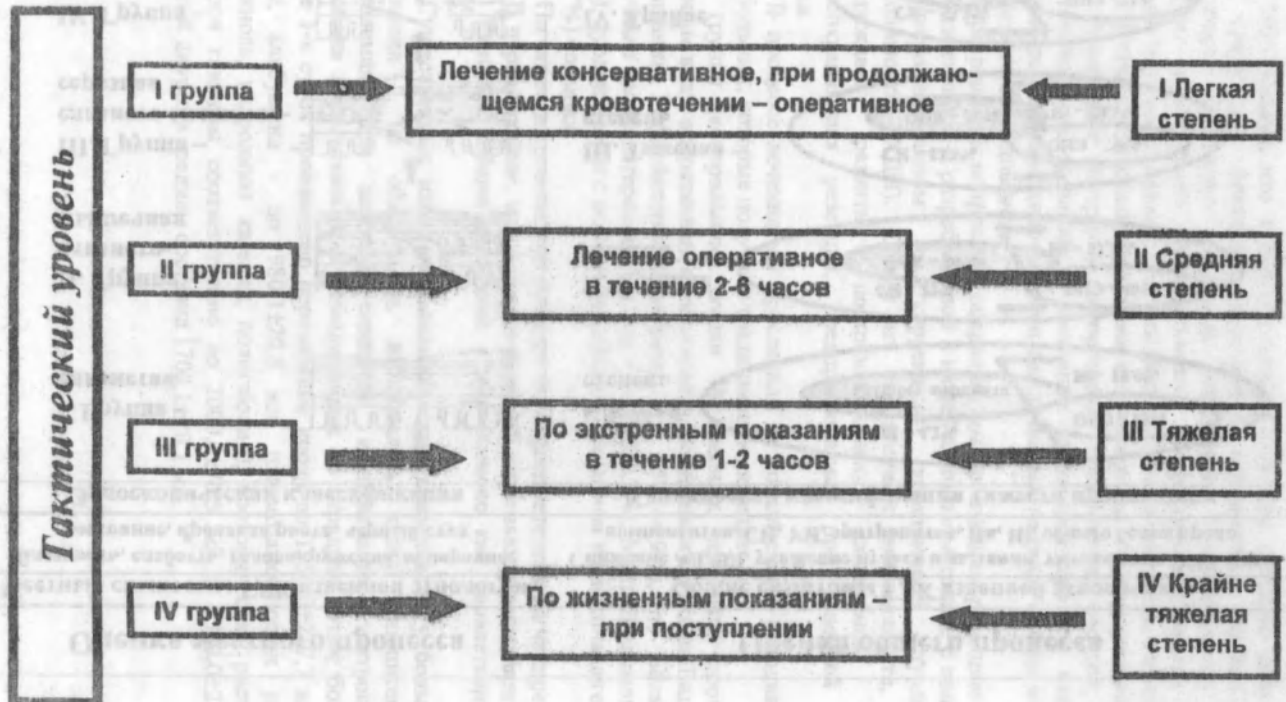 Тактический уровень
I группа
Лечение консервативное, при продолжаю-
щемся кровотечении – оперативное
I Легкая
степень
II группа
Лечение оперативное
в течение 2-6 часов
II Средняя
степень
III группа
По экстренным показаниям
в течение 1-2 часов
III Тяжелая
степень
IV группа
По жизненным показаниям –
при поступлении
IV Крайне
тяжелая
степень